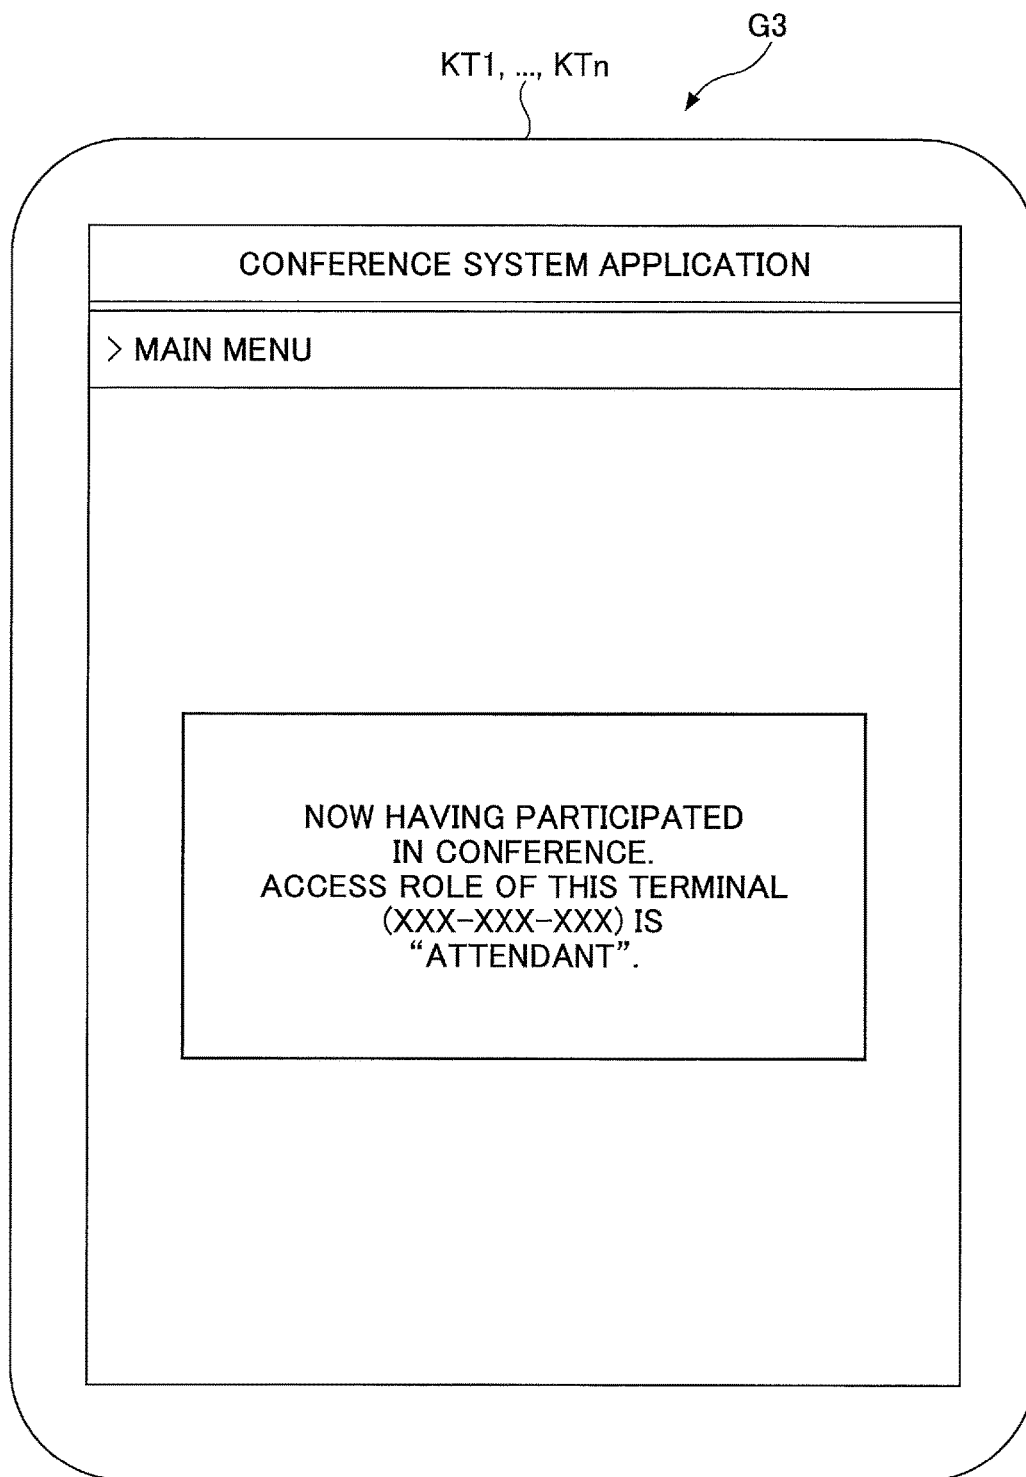 G3
KT1, ..., KTn
CONFERENCE SYSTEM APPLICATION
> MAIN MENU
NOW HAVING PARTICIPATED
IN CONFERENCE.
ACCESS ROLE OF THIS TERMINAL
(XXX-XXX-XXX) IS
“ATTENDANT”.